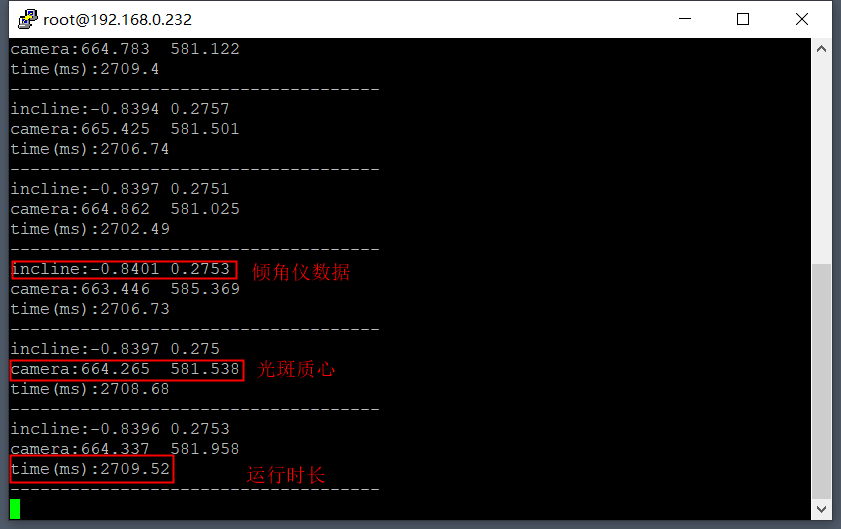 root@192.168.0.232
camera:664.783  581.122
time(ms):2709.4
-------------------------------------
incline:-0.8394 0.2757
camera:665.425  581.501
time(ms):2706.74
-------------------------------------
incline:-0.8397 0.2751
camera:664.862  581.025
time(ms):2702.49
-------------------------------------
incline:-0.8401 0.2753 倾角仪数据
camera:663.446  585.369
time(ms):2706.73
-------------------------------------
incline:-0.8397 0.275
camera:664.265  581.538 光斑质心
time(ms):2708.68
-------------------------------------
incline:-0.8396 0.2753
camera:664.337  581.958
time(ms):2709.52 运行时长
-------------------------------------